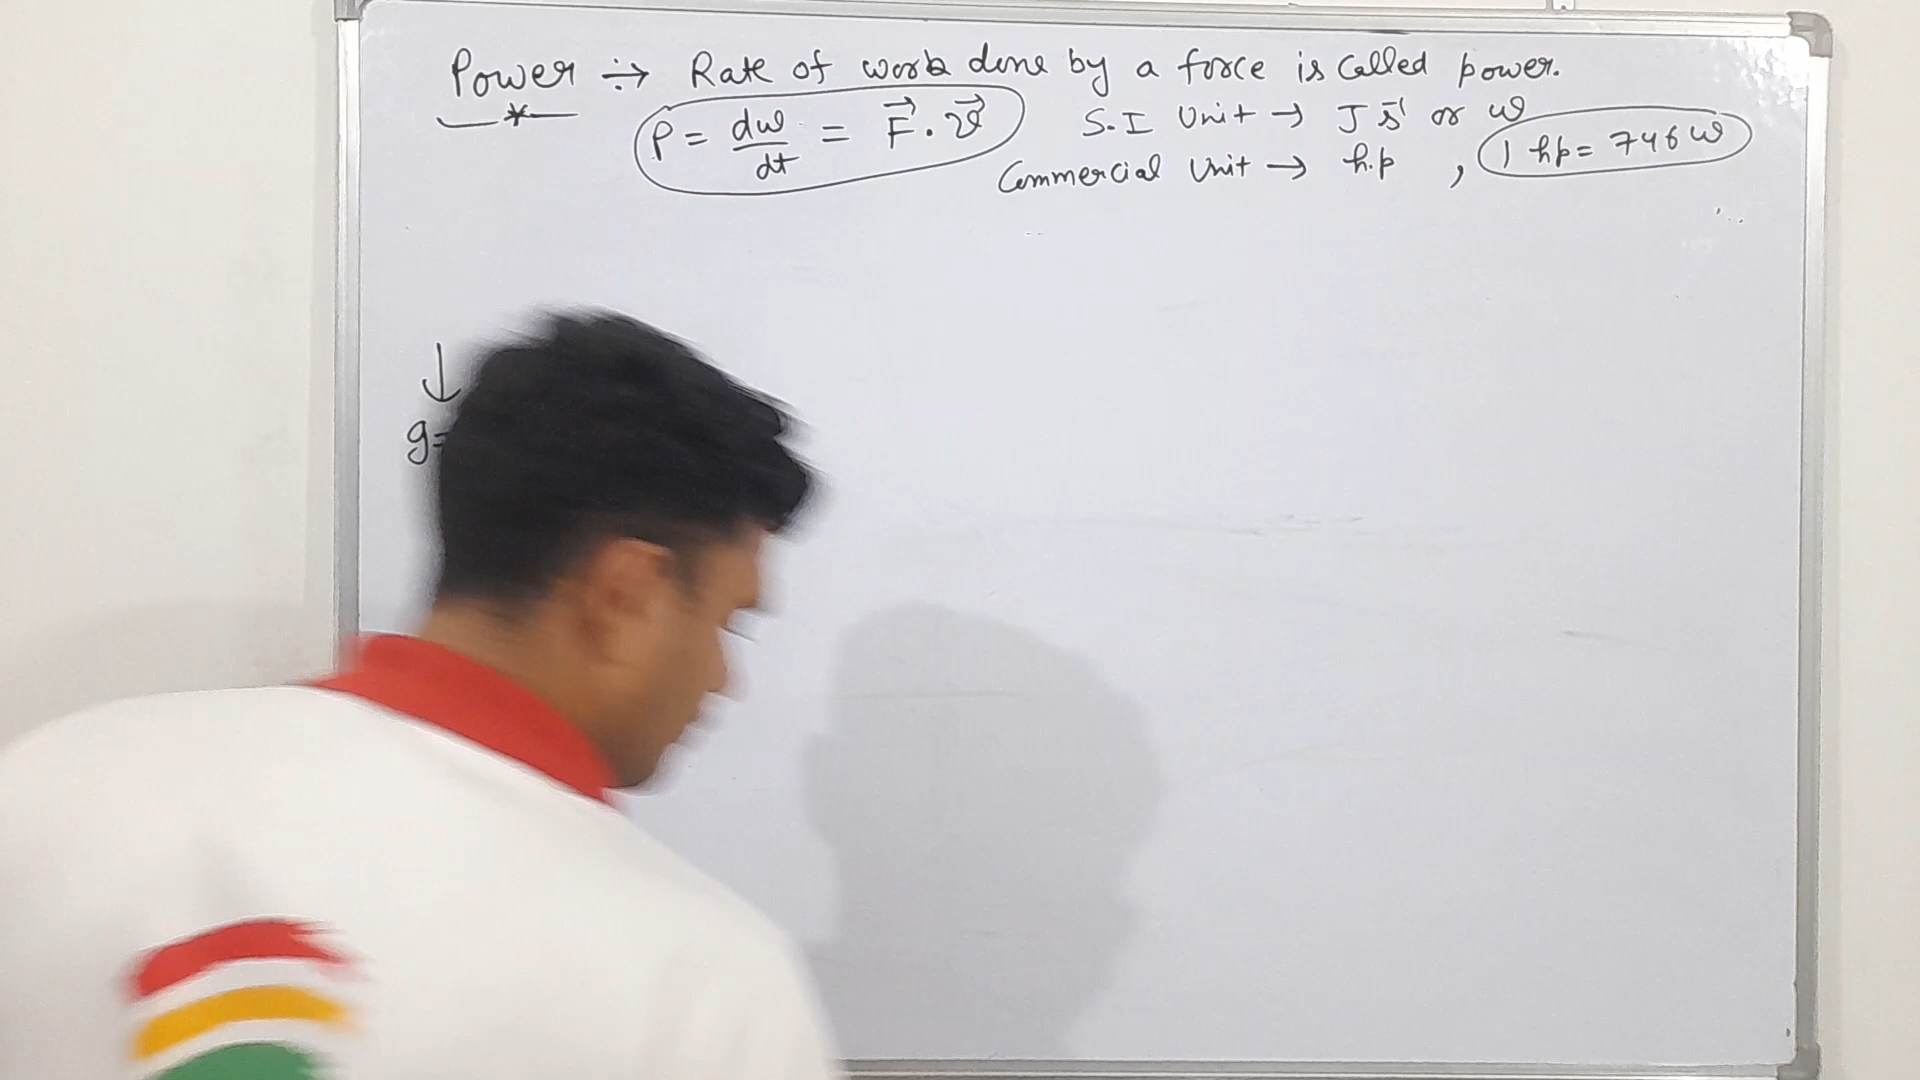 Power ÷→ Rate of work done by a force is called power.
P = dw/dt = F⃗ . v⃗
S.I Unit → J s⁻¹ or W
Commercial Unit → h.p , 1 hp = 746 W
↓
g=